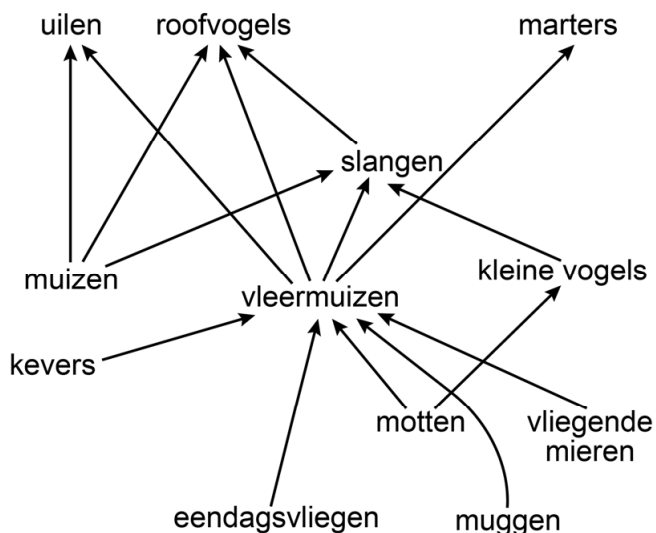 uilen
roofvogels
marters
slangen
muizen
vleermuizen
kleine vogels
kevers
motten
vliegende
mieren
eendagsvliegen
muggen